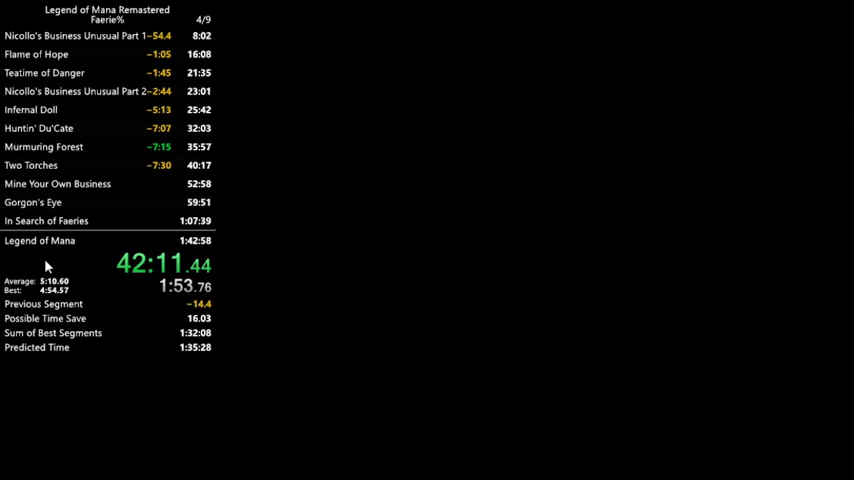 Legend of Mana Remastered
Faerie% 4/9
Nicollo's Business Unusual Part 1 −54.4 8:02
Flame of Hope −1:05 16:08
Teatime of Danger −1:45 21:35
Nicollo's Business Unusual Part 2 −2:44 23:01
Infernal Doll −5:13 25:42
Huntin' Du'Cate −7:07 32:03
Murmuring Forest −7:15 35:57
Two Torches −7:30 40:17
Mine Your Own Business 52:58
Gorgon's Eye 59:51
In Search of Faeries 1:07:39
Legend of Mana 1:42:58
42:11.44
Average: 5:10.60
Best: 4:54.57
1:53.76
Previous Segment −14.4
Possible Time Save 16.03
Sum of Best Segments 1:32:08
Predicted Time 1:35:28